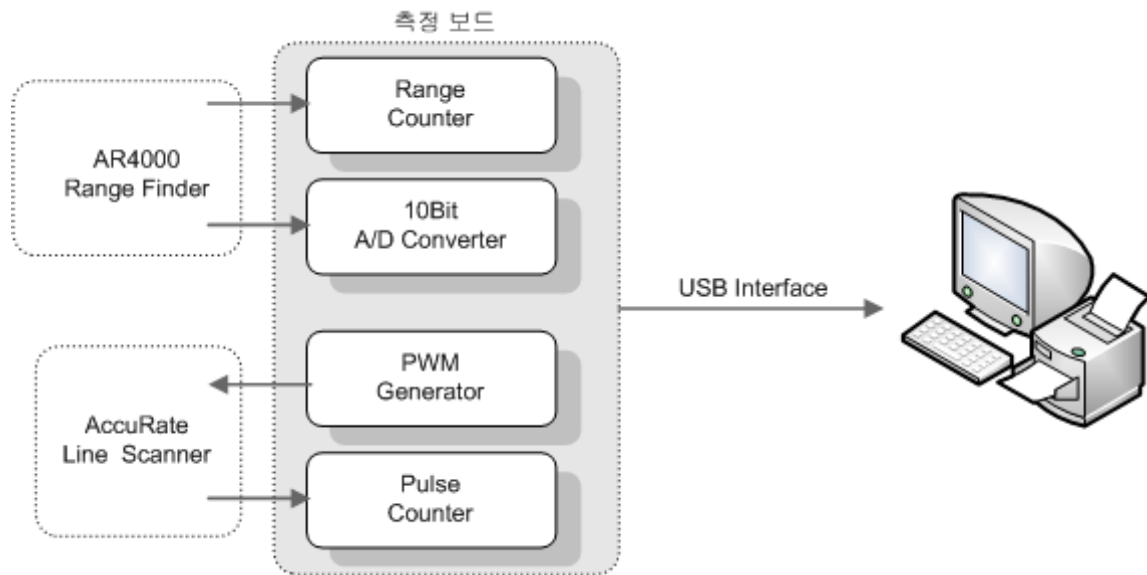 측정 보드
Range
Counter
AR4000
Range Finder
10Bit
A/D Converter
USB Interface
PWM
Generator
AccuRate
Line Scanner
Pulse
Counter